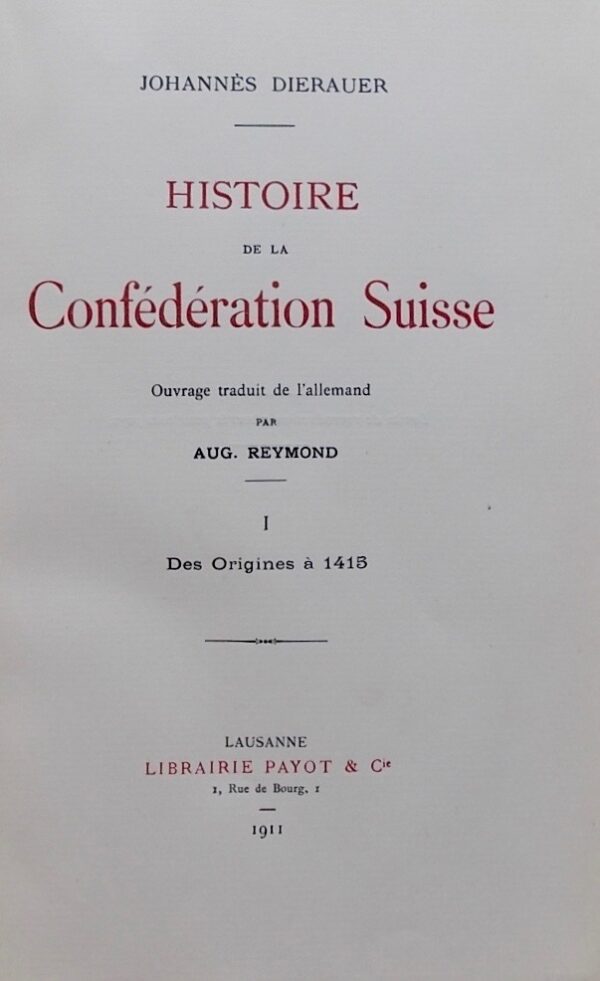 JOHANNÈS DIERAUER
HISTOIRE
DE LA
Confédération Suisse
Ouvrage traduit de l'allemand
PAR
AUG. REYMOND
I
Des Origines à 1415
LAUSANNE
LIBRAIRIE PAYOT & Cie
1, Rue de Bourg, 1
1911